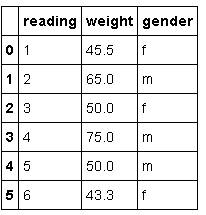 reading weight gender
0 1 45.5 f
1 2 65.0 m
2 3 50.0 f
3 4 75.0 m
4 5 50.0 m
5 6 43.3 f